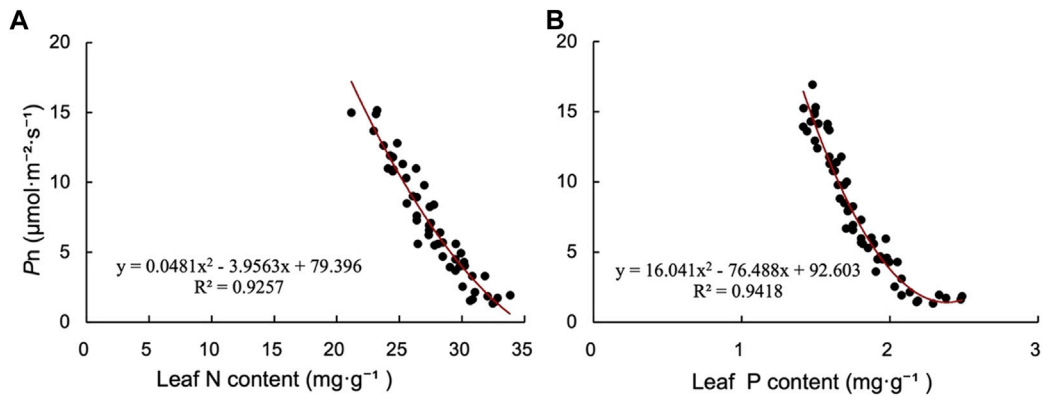 A
B
20
15
10
5
0
Pn (μmol·m⁻²·s⁻¹)
y = 0.0481x² - 3.9563x + 79.396
R² = 0.9257
0 5 10 15 20 25 30 35
Leaf N content (mg·g⁻¹ )
20
15
10
5
0
y = 16.041x² - 76.488x + 92.603
R² = 0.9418
0 1 2 3
Leaf P content (mg·g⁻¹ )